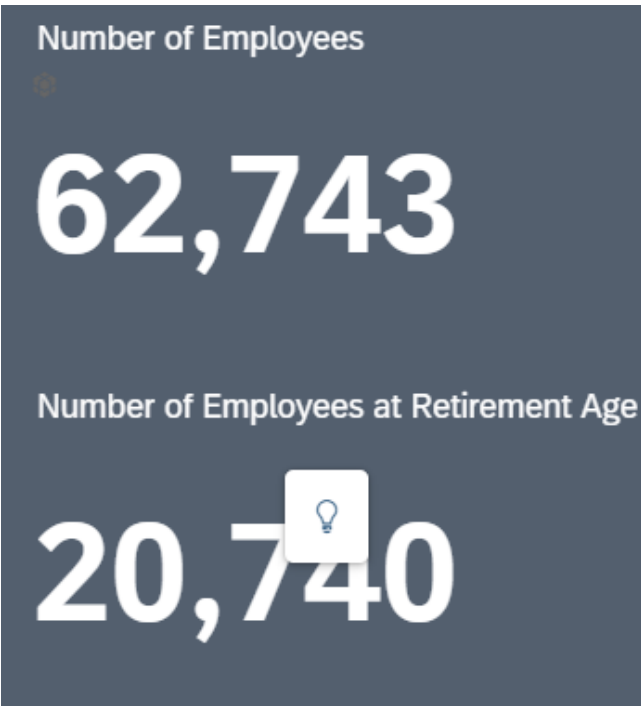 Number of Employees
62,743
Number of Employees at Retirement Age
20,740